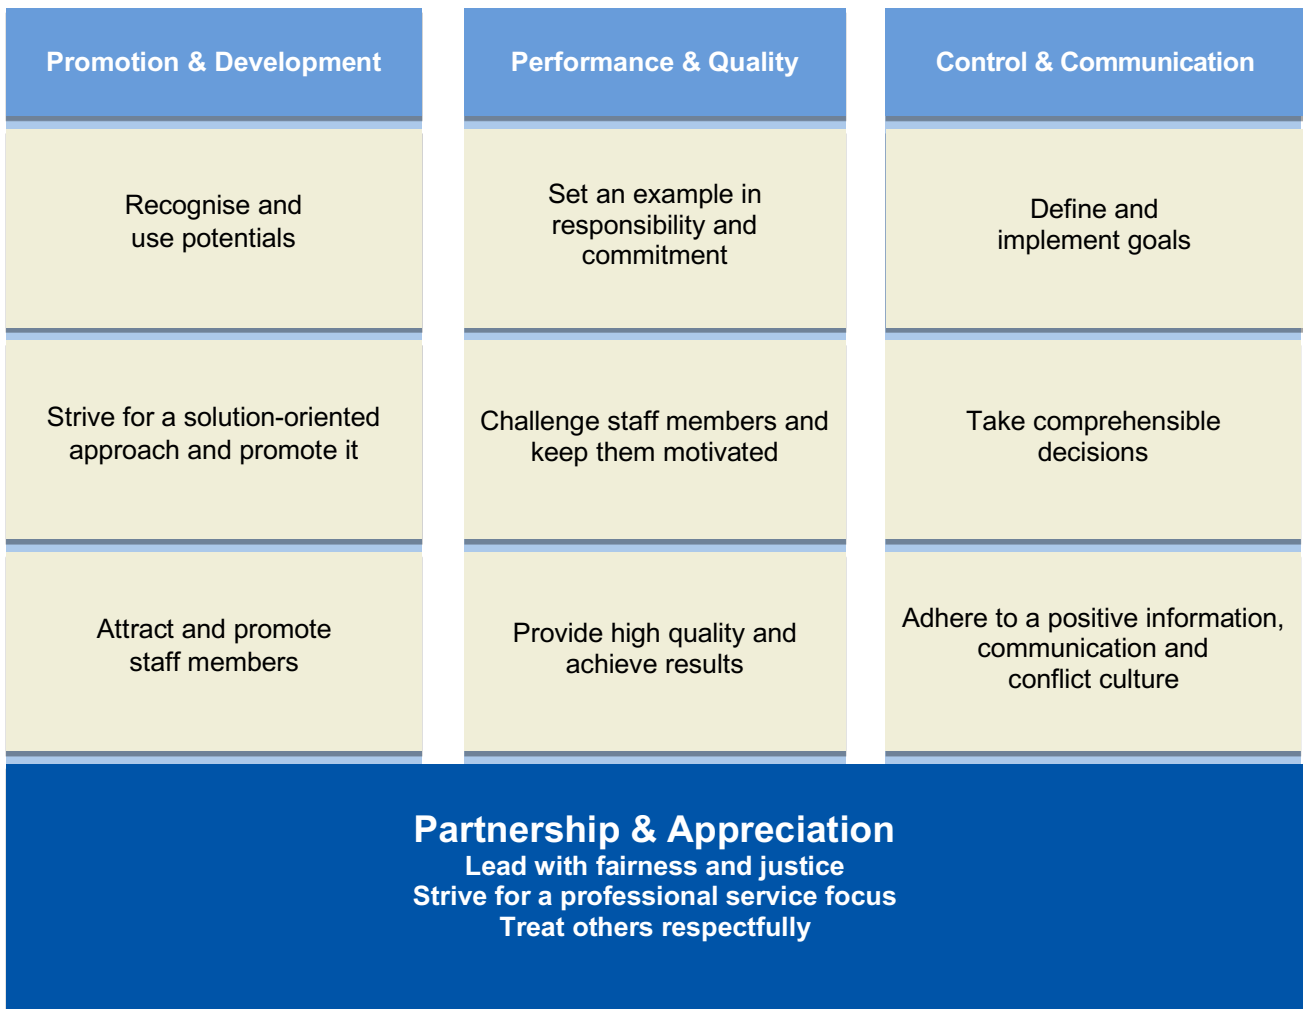 Promotion & Development
Performance & Quality
Control & Communication
Recognise and
use potentials
Set an example in
responsibility and
commitment
Define and
implement goals
Strive for a solution-oriented
approach and promote it
Challenge staff members and
keep them motivated
Take comprehensible
decisions
Attract and promote
staff members
Provide high quality and
achieve results
Adhere to a positive information,
communication and
conflict culture
Partnership & Appreciation
Lead with fairness and justice
Strive for a professional service focus
Treat others respectfully